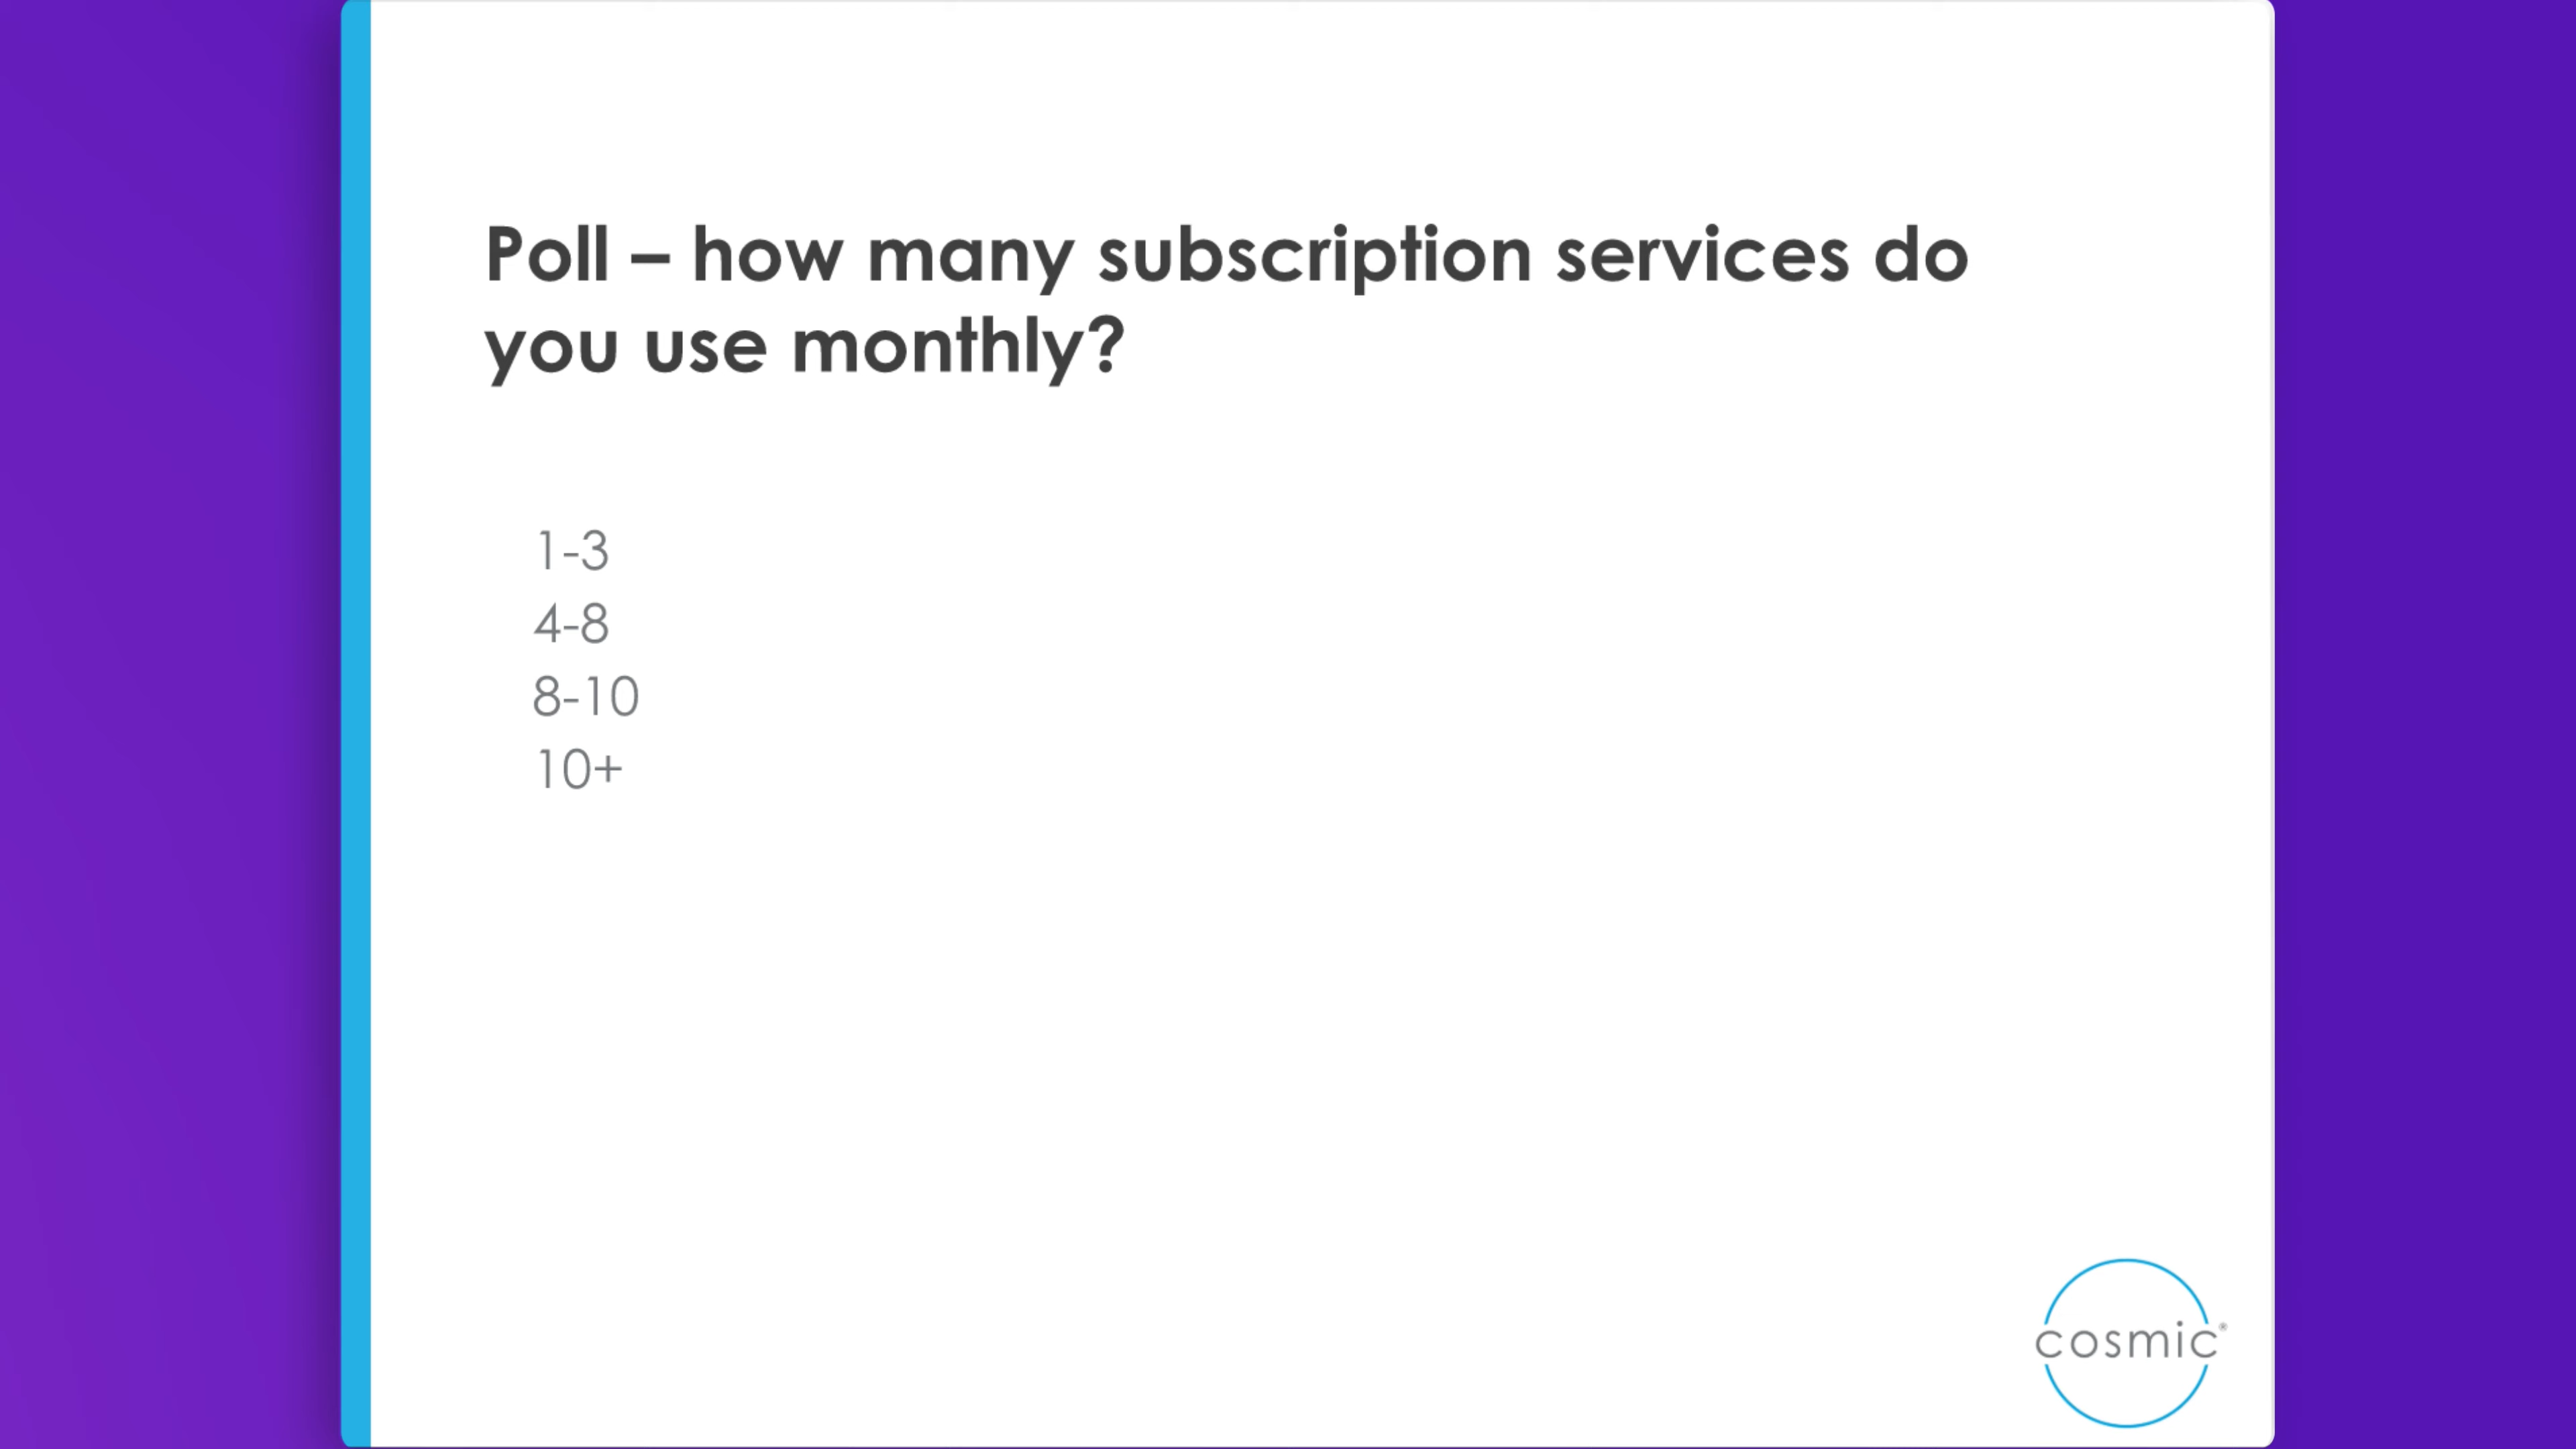 Poll – how many subscription services do
you use monthly?
1-3
4-8
8-10
10+
cosmic®